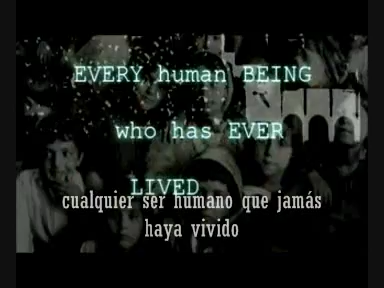 EVERY human BEING
who has EVER
LIVED
cualquier ser humano que jamás
haya vivido